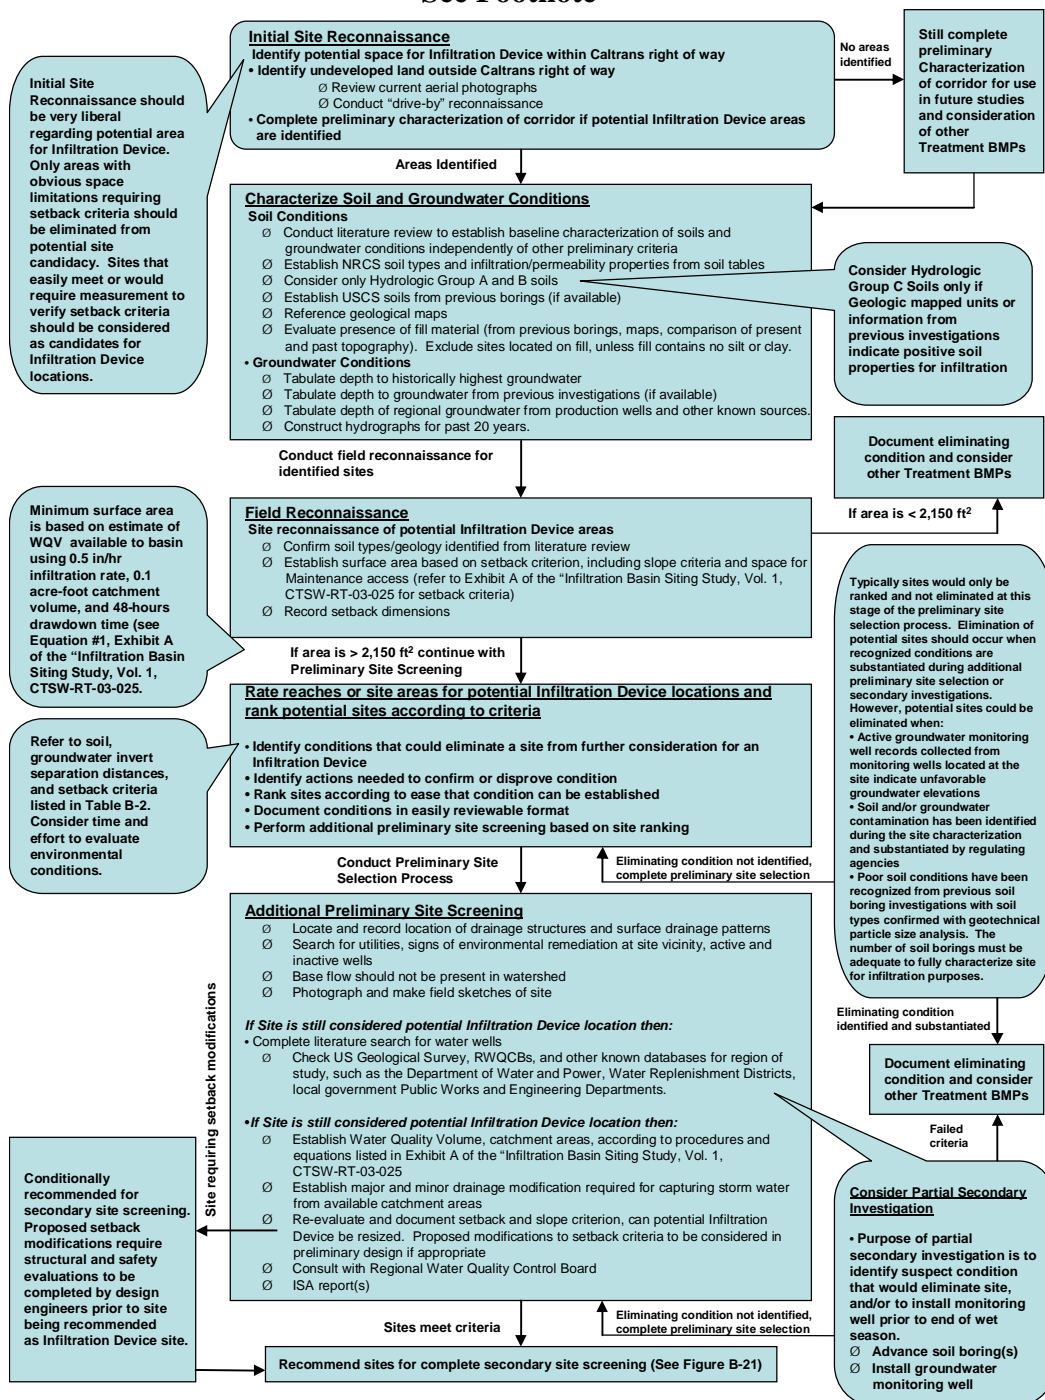 See Footnote
Initial Site Reconnaissance
Identify potential space for Infiltration Device within Caltrans right of way
• Identify undeveloped land outside Caltrans right of way
Ø Review current aerial photographs
Ø Conduct "drive-by" reconnaissance
• Complete preliminary characterization of corridor if potential Infiltration Device areas
are identified
No areas
identified
Still complete
preliminary
Characterization
of corridor for use
in future studies
and consideration
of other
Treatment BMPs
Initial Site
Reconnaissance should
be very liberal
regarding potential area
for Infiltration Device.
Only areas with
obvious space
limitations requiring
setback criteria should
be eliminated from
potential site
candidacy. Sites that
easily meet or would
require measurement to
verify setback criteria
should be considered
as candidates for
Infiltration Device
locations.
Areas Identified
Characterize Soil and Groundwater Conditions
Soil Conditions
Ø Conduct literature review to establish baseline characterization of soils and
groundwater conditions independently of other preliminary criteria
Ø Establish NRCS soil types and infiltration/permeability properties from soil tables
Ø Consider only Hydrologic Group A and B soils
Ø Establish USCS soils from previous borings (if available)
Ø Reference geological maps
Ø Evaluate presence of fill material (from previous borings, maps, comparison of present
and past topography). Exclude sites located on fill, unless fill contains no silt or clay.
• Groundwater Conditions
Ø Tabulate depth to historically highest groundwater
Ø Tabulate depth to groundwater from previous investigations (if available)
Ø Tabulate depth of regional groundwater from production wells and other known sources.
Ø Construct hydrographs for past 20 years.
Consider Hydrologic
Group C Soils only if
Geologic mapped units or
information from
previous investigations
indicate positive soil
properties for infiltration
Conduct field reconnaissance for
identified sites
Document eliminating
condition and consider
other Treatment BMPs
If area is < 2,150 ft²
Minimum surface area
is based on estimate of
WQV available to basin
using 0.5 in/hr
infiltration rate, 0.1
acre-foot catchment
volume, and 48-hours
drawdown time (see
Equation #1, Exhibit A
of the "Infiltration Basin
Siting Study, Vol. 1,
CTSW-RT-03-025.
Field Reconnaissance
Site reconnaissance of potential Infiltration Device areas
Ø Confirm soil types/geology identified from literature review
Ø Establish surface area based on setback criterion, including slope criteria and space for
Maintenance access (refer to Exhibit A of the "Infiltration Basin Siting Study, Vol. 1,
CTSW-RT-03-025 for setback criteria)
Ø Record setback dimensions
If area is > 2,150 ft² continue with
Preliminary Site Screening
Typically sites would only be
ranked and not eliminated at this
stage of the preliminary site
selection process. Elimination of
potential sites should occur when
recognized conditions are
substantiated during additional
preliminary site selection or
secondary investigations.
However, potential sites could be
eliminated when:
• Active groundwater monitoring
well records collected from
monitoring wells located at the
site indicate unfavorable
groundwater elevations
• Soil and/or groundwater
contamination has been identified
during the site characterization
and substantiated by regulating
agencies
• Poor soil conditions have been
recognized from previous soil
boring investigations with soil
types confirmed with geotechnical
particle size analysis. The
number of soil borings must be
adequate to fully characterize site
for infiltration purposes.
Rate reaches or site areas for potential Infiltration Device locations and
rank potential sites according to criteria
• Identify conditions that could eliminate a site from further consideration for an
Infiltration Device
• Identify actions needed to confirm or disprove condition
• Rank sites according to ease that condition can be established
• Document conditions in easily reviewable format
• Perform additional preliminary site screening based on site ranking
Refer to soil,
groundwater invert
separation distances,
and setback criteria
listed in Table B-2.
Consider time and
effort to evaluate
environmental
conditions.
Conduct Preliminary Site
Selection Process
Eliminating condition not identified,
complete preliminary site selection
Additional Preliminary Site Screening
Ø Locate and record location of drainage structures and surface drainage patterns
Ø Search for utilities, signs of environmental remediation at site vicinity, active and
inactive wells
Ø Base flow should not be present in watershed
Ø Photograph and make field sketches of site
If Site is still considered potential Infiltration Device location then:
• Complete literature search for water wells
Ø Check US Geological Survey, RWQCBs, and other known databases for region of
study, such as the Department of Water and Power, Water Replenishment Districts,
local government Public Works and Engineering Departments.
•If Site is still considered potential Infiltration Device location then:
Ø Establish Water Quality Volume, catchment areas, according to procedures and
equations listed in Exhibit A of the "Infiltration Basin Siting Study, Vol. 1,
CTSW-RT-03-025
Ø Establish major and minor drainage modification required for capturing storm water
from available catchment areas
Ø Re-evaluate and document setback and slope criterion, can potential Infiltration
Device be resized. Proposed modifications to setback criteria to be considered in
preliminary design if appropriate
Ø Consult with Regional Water Quality Control Board
Ø ISA report(s)
Eliminating condition
identified and substantiated
Document eliminating
condition and consider
other Treatment BMPs
Failed
criteria
Consider Partial Secondary
Investigation
• Purpose of partial
secondary investigation is to
identify suspect condition
that would eliminate site,
and/or to install monitoring
well prior to end of wet
season.
Ø Advance soil boring(s)
Ø Install groundwater
monitoring well
Site requiring setback modifications
Conditionally
recommended for
secondary site screening.
Proposed setback
modifications require
structural and safety
evaluations to be
completed by design
engineers prior to site
being recommended
as Infiltration Device site.
Sites meet criteria
Eliminating condition not identified,
complete preliminary site selection
Recommend sites for complete secondary site screening (See Figure B-21)